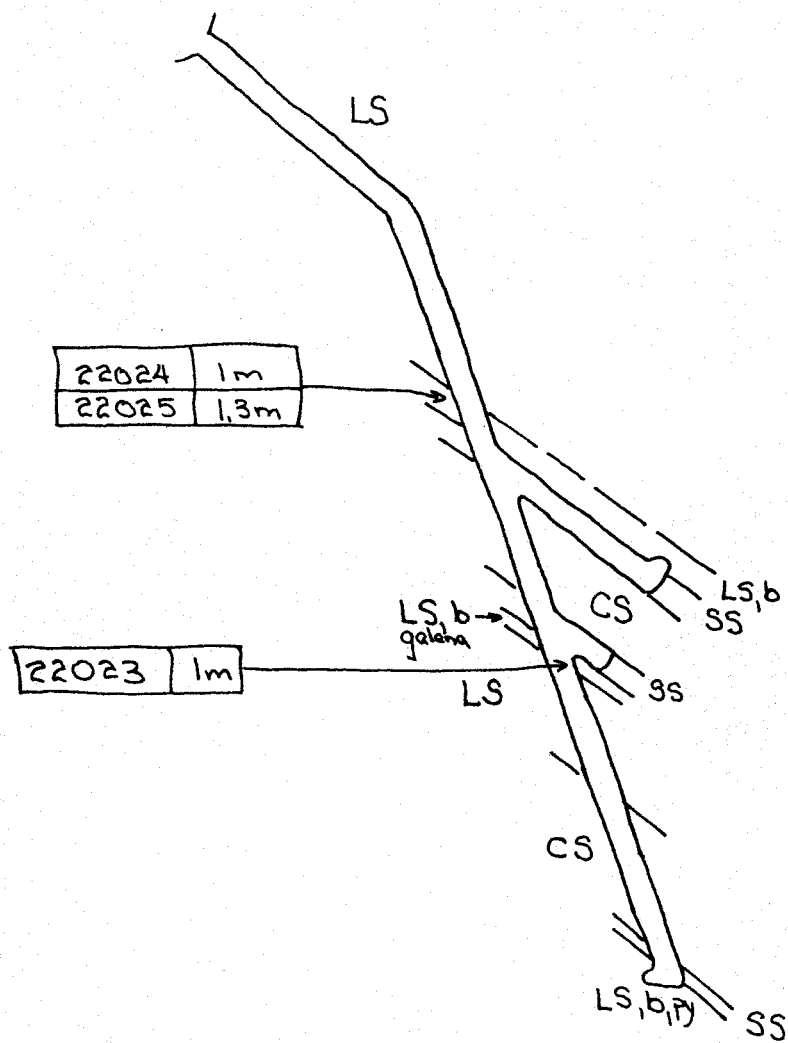 LS
22024 1m
22025 1,3m
LS,b
galena
CS
LS,b
SS
22023 1m
LS
SS
CS
LS,b,py
SS